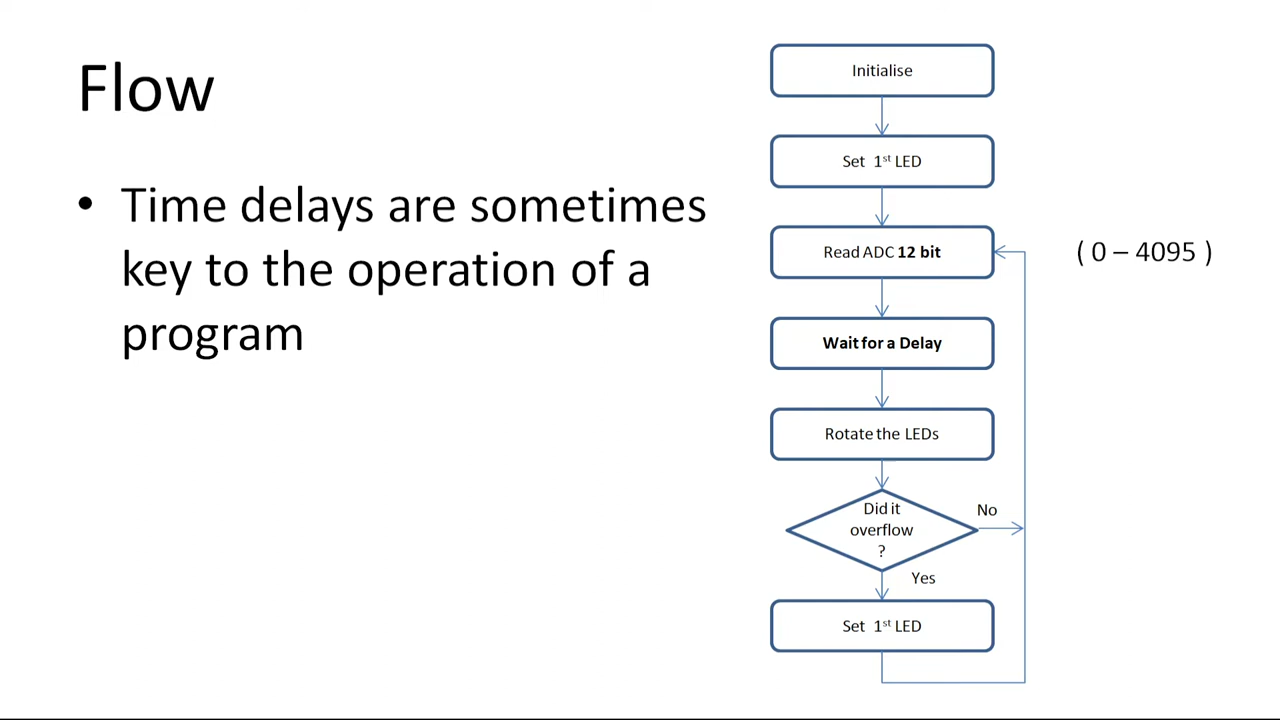 Flow
• Time delays are sometimes
key to the operation of a
program
Initialise
Set 1st LED
Read ADC 12 bit
( 0 – 4095 )
Wait for a Delay
Rotate the LEDs
Did it
overflow
?
No
Yes
Set 1st LED